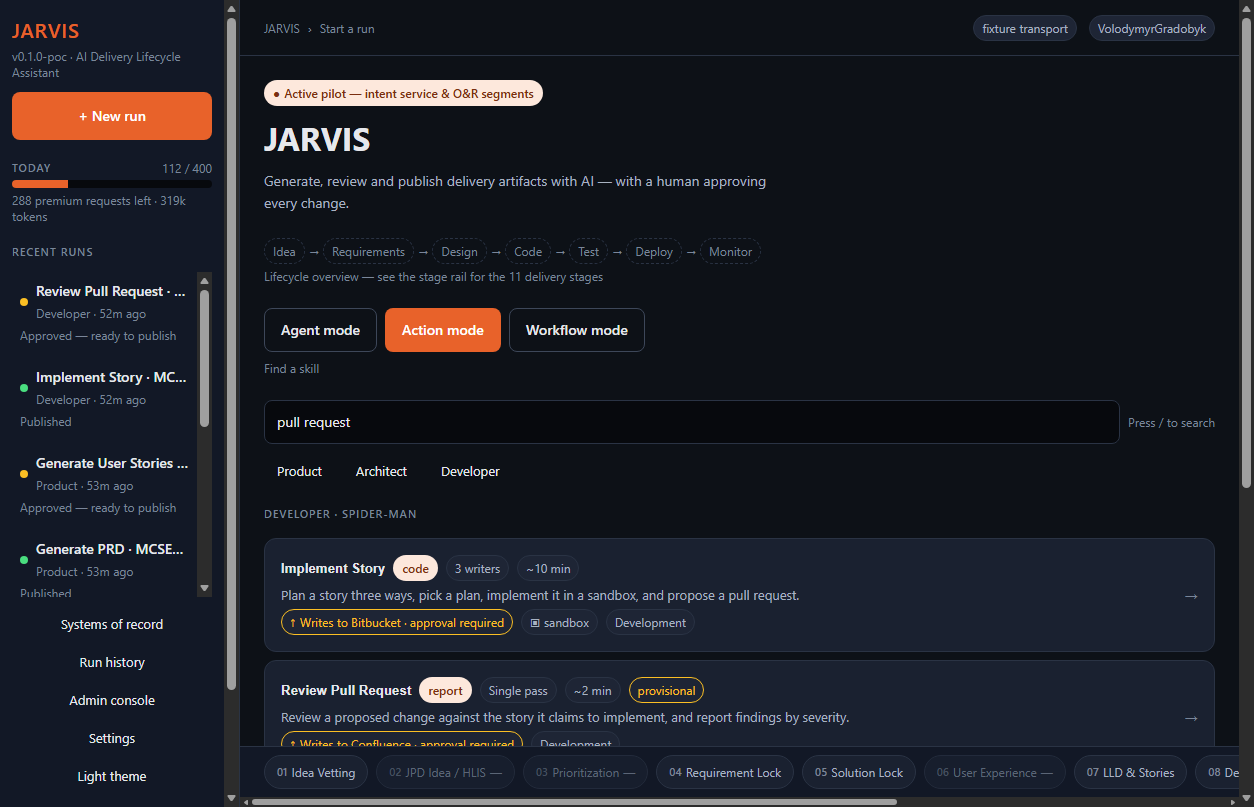 JARVIS
v0.1.0-poc · AI Delivery Lifecycle
Assistant
+ New run
TODAY 112 / 400
288 premium requests left · 319k
tokens
RECENT RUNS
Review Pull Request · ...
Developer · 52m ago
Approved — ready to publish
Implement Story · MC...
Developer · 52m ago
Published
Generate User Stories ...
Product · 53m ago
Approved — ready to publish
Generate PRD · MCSE...
Product · 53m ago
Published
Systems of record
Run history
Admin console
Settings
Light theme
JARVIS › Start a run
fixture transport
VolodymyrGradobyk
● Active pilot — intent service & O&R segments
JARVIS
Generate, review and publish delivery artifacts with AI — with a human approving
every change.
Idea → Requirements → Design → Code → Test → Deploy → Monitor
Lifecycle overview — see the stage rail for the 11 delivery stages
Agent mode Action mode Workflow mode
Find a skill
pull request
Press / to search
Product Architect Developer
DEVELOPER · SPIDER-MAN
Implement Story code 3 writers ~10 min
Plan a story three ways, pick a plan, implement it in a sandbox, and propose a pull request. →
↑ Writes to Bitbucket · approval required ▣ sandbox Development
Review Pull Request report Single pass ~2 min provisional
Review a proposed change against the story it claims to implement, and report findings by severity. →
↑ Writes to Confluence · approval required Development
01 Idea Vetting 02 JPD Idea / HLIS — 03 Prioritization — 04 Requirement Lock 05 Solution Lock 06 User Experience — 07 LLD & Stories 08 De